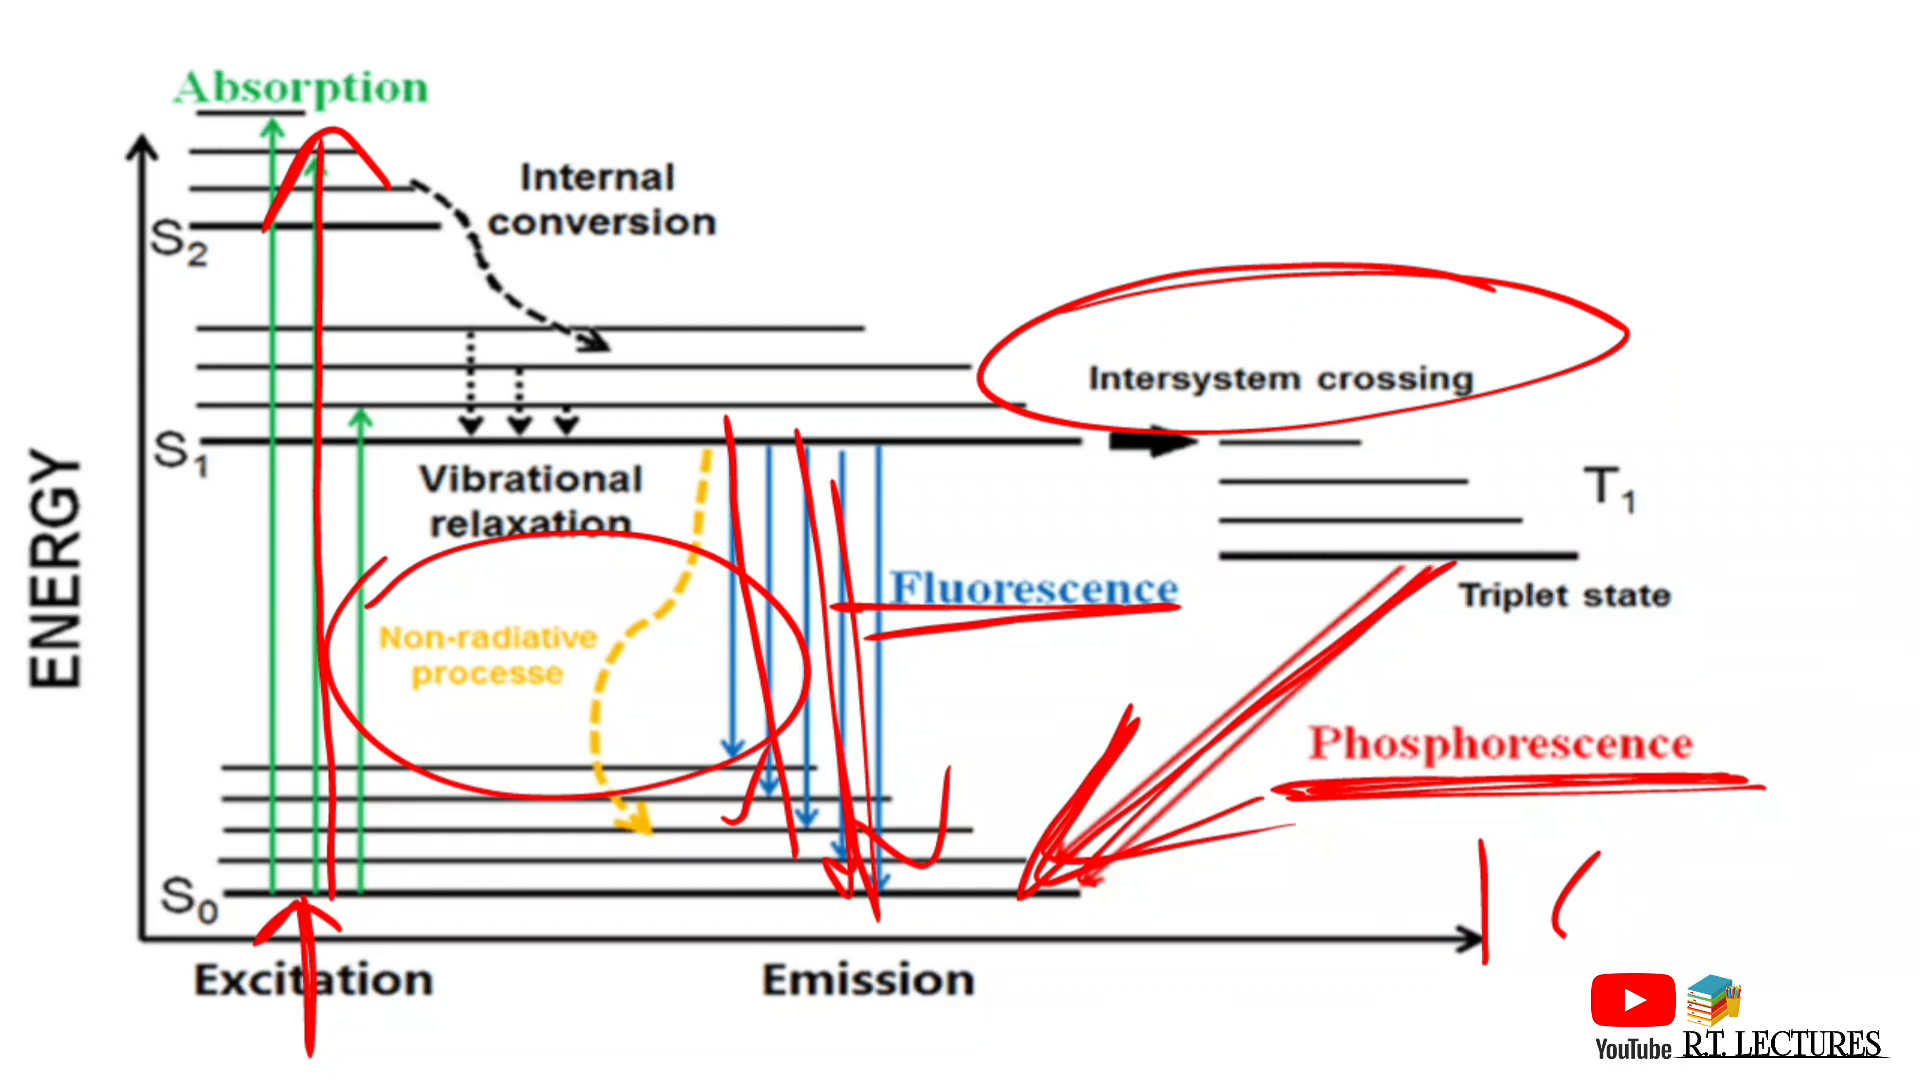 Absorption
Internal
conversion
S2
Intersystem crossing
S1
Vibrational
relaxation
T1
ENERGY
Fluorescence
Triplet state
Non-radiative
processe
Phosphorescence
S0
Excitation
Emission
YouTube
R.T. LECTURES